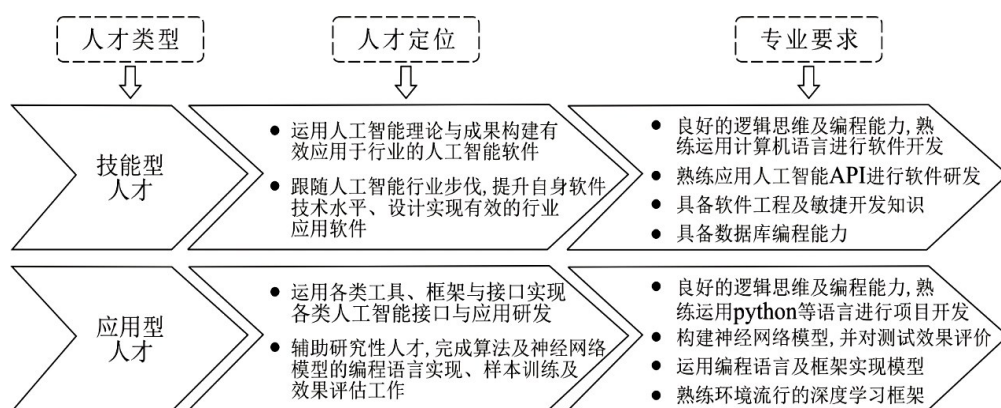 人才类型
人才定位
专业要求
技能型
人才
● 运用人工智能理论与成果构建有
效应用于行业的人工智能软件
● 跟随人工智能行业步伐,提升自身软件
技术水平、设计实现有效的行业
应用软件
● 良好的逻辑思维及编程能力,熟
练运用计算机语言进行软件开发
● 熟练应用人工智能API进行软件研发
● 具备软件工程及敏捷开发知识
● 具备数据库编程能力
应用型
人才
● 运用各类工具、框架与接口实现
各类人工智能接口与应用研发
● 辅助研究性人才,完成算法及神经网络
模型的编程语言实现、样本训练及
效果评估工作
● 良好的逻辑思维及编程能力,熟
练运用python等语言进行项目开发
● 构建神经网络模型,并对测试效果评价
● 运用编程语言及框架实现模型
● 熟练环境流行的深度学习框架